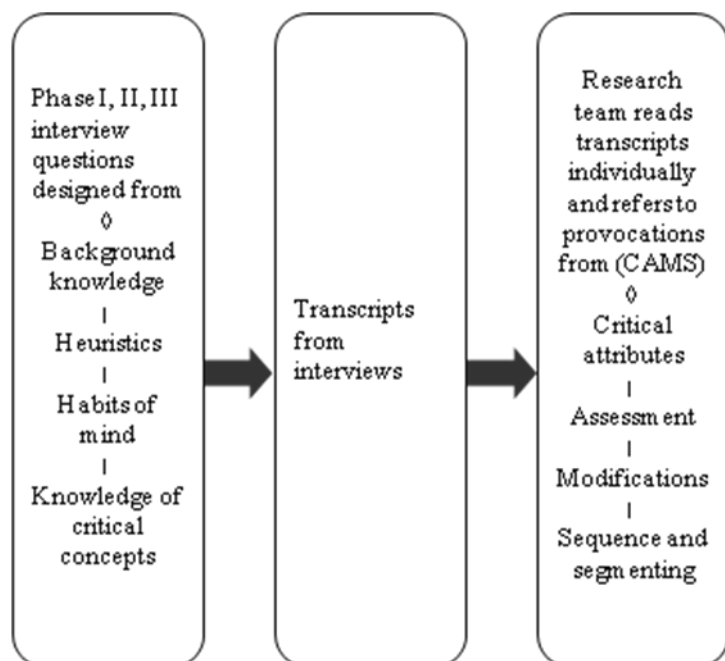 Phase I, II, III
interview
questions
designed from
◊
Background
knowledge
|
Heuristics
|
Habits of
mind
|
Knowledge of
critical
concepts
Transcripts
from
interviews
Research
team reads
transcripts
individually
and refers to
provocations
from (CAMS)
◊
Critical
attributes
|
Assessment
|
Modifications
|
Sequence and
segmenting